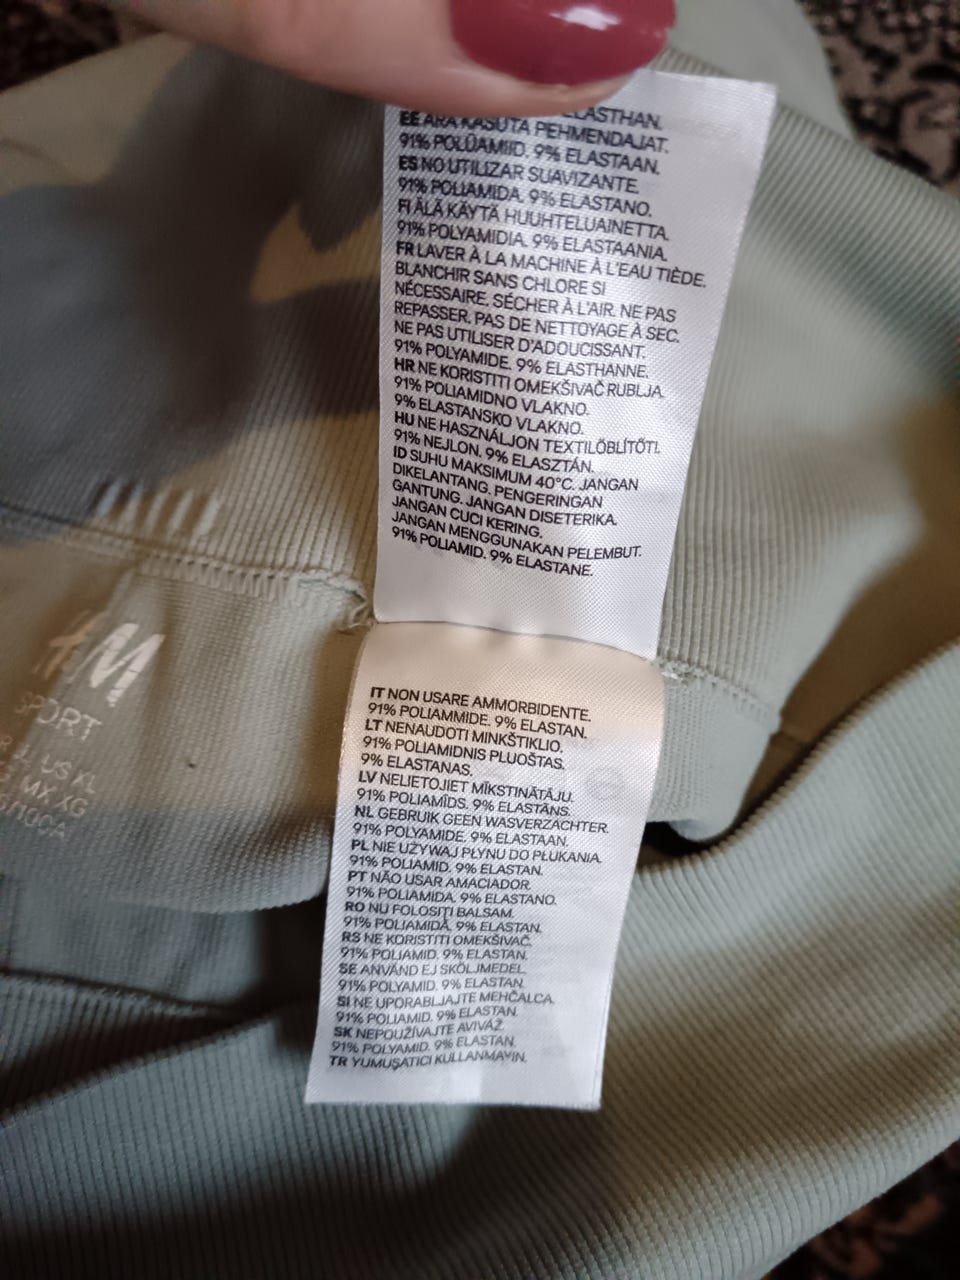 ELASTHAN.
EE ÄRA KASUTA PEHMENDAJAT.
91% POLÜAMIID. 9% ELASTAAN.
ES NO UTILIZAR SUAVIZANTE.
91% POLIAMIDA. 9% ELASTANO.
FI ÄLÄ KÄYTÄ HUUHTELUAINETTA.
91% POLYAMIDIA. 9% ELASTAANIA.
FR LAVER À LA MACHINE À L'EAU TIÈDE.
BLANCHIR SANS CHLORE SI
NÉCESSAIRE. SÉCHER À L'AIR. NE PAS
REPASSER. PAS DE NETTOYAGE À SEC.
NE PAS UTILISER D'ADOUCISSANT.
91% POLYAMIDE. 9% ELASTHANNE.
HR NE KORISTITI OMEKŠIVAČ RUBLJA.
91% POLIAMIDNO VLAKNO.
9% ELASTANSKO VLAKNO.
HU NE HASZNÁLJON TEXTILÖBLÍTŐT!.
91% NEJLON. 9% ELASZTÁN.
ID SUHU MAKSIMUM 40°C. JANGAN
DIKELANTANG. PENGERINGAN
GANTUNG. JANGAN DISETERIKA.
JANGAN CUCI KERING.
JANGAN MENGGUNAKAN PELEMBUT.
91% POLIAMID. 9% ELASTANE.
H&M
SPORT
US XL
MX XG
/100A
IT NON USARE AMMORBIDENTE.
91% POLIAMMIDE. 9% ELASTAN.
LT NENAUDOTI MINKŠTIKLIO.
91% POLIAMIDNIS PLUOŠTAS.
9% ELASTANAS.
LV NELIETOJIET MĪKSTINĀTĀJU.
91% POLIAMĪDS. 9% ELASTĀNS.
NL GEBRUIK GEEN WASVERZACHTER.
91% POLYAMIDE. 9% ELASTAAN.
PL NIE UŻYWAJ PŁYNU DO PŁUKANIA.
91% POLIAMID. 9% ELASTAN.
PT NÃO USAR AMACIADOR.
91% POLIAMIDA. 9% ELASTANO.
RO NU FOLOSIȚI BALSAM.
91% POLIAMIDĂ. 9% ELASTAN.
RS NE KORISTITI OMEKŠIVAČ.
91% POLIAMID. 9% ELASTAN.
SE ANVÄND EJ SKÖLJMEDEL.
91% POLYAMID. 9% ELASTAN.
SI NE UPORABLJAJTE MEHČALCA.
91% POLIAMID. 9% ELASTAN.
SK NEPOUŽÍVAJTE AVIVÁŽ.
91% POLYAMID. 9% ELASTAN.
TR YUMUŞATICI KULLANMAYIN.